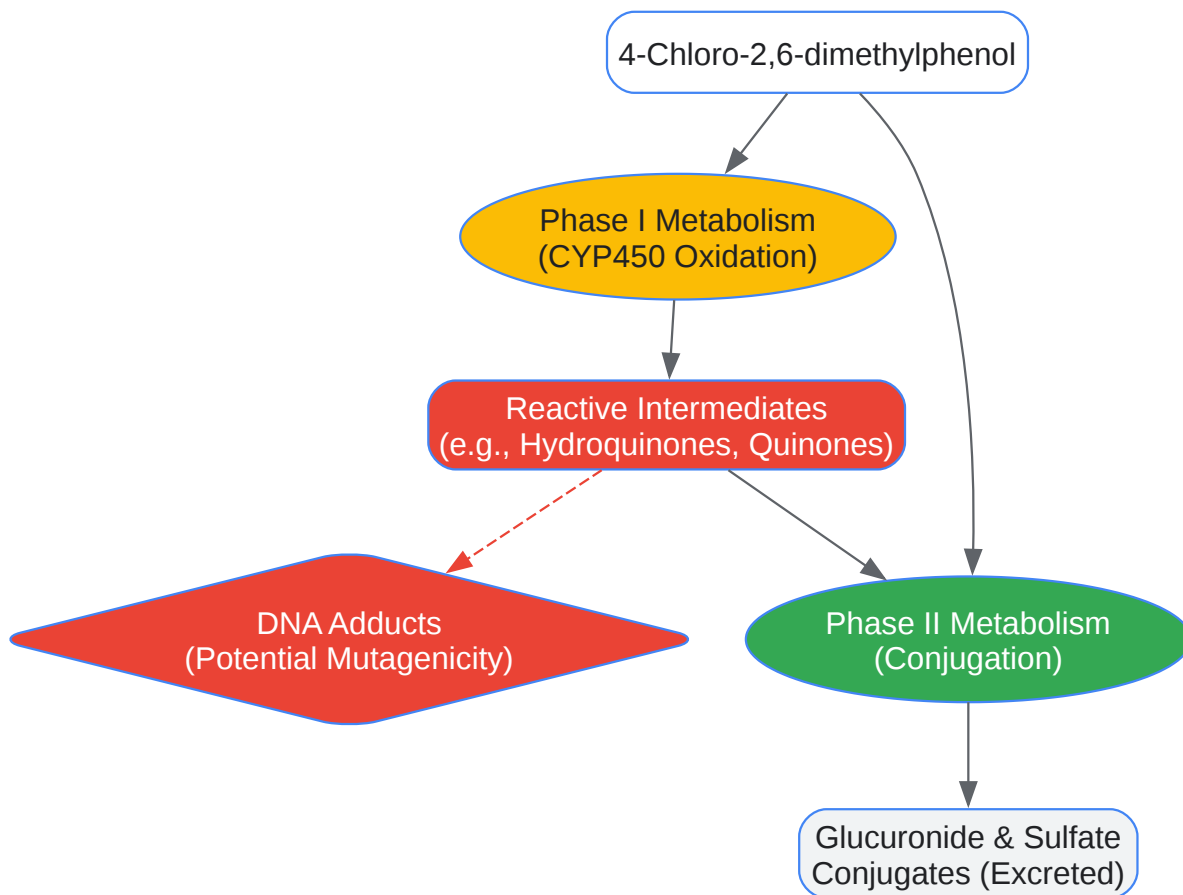 4-Chloro-2,6-dimethylphenol
Phase I Metabolism
(CYP450 Oxidation)
Reactive Intermediates
(e.g., Hydroquinones, Quinones)
DNA Adducts
(Potential Mutagenicity)
Phase II Metabolism
(Conjugation)
Glucuronide & Sulfate
Conjugates (Excreted)